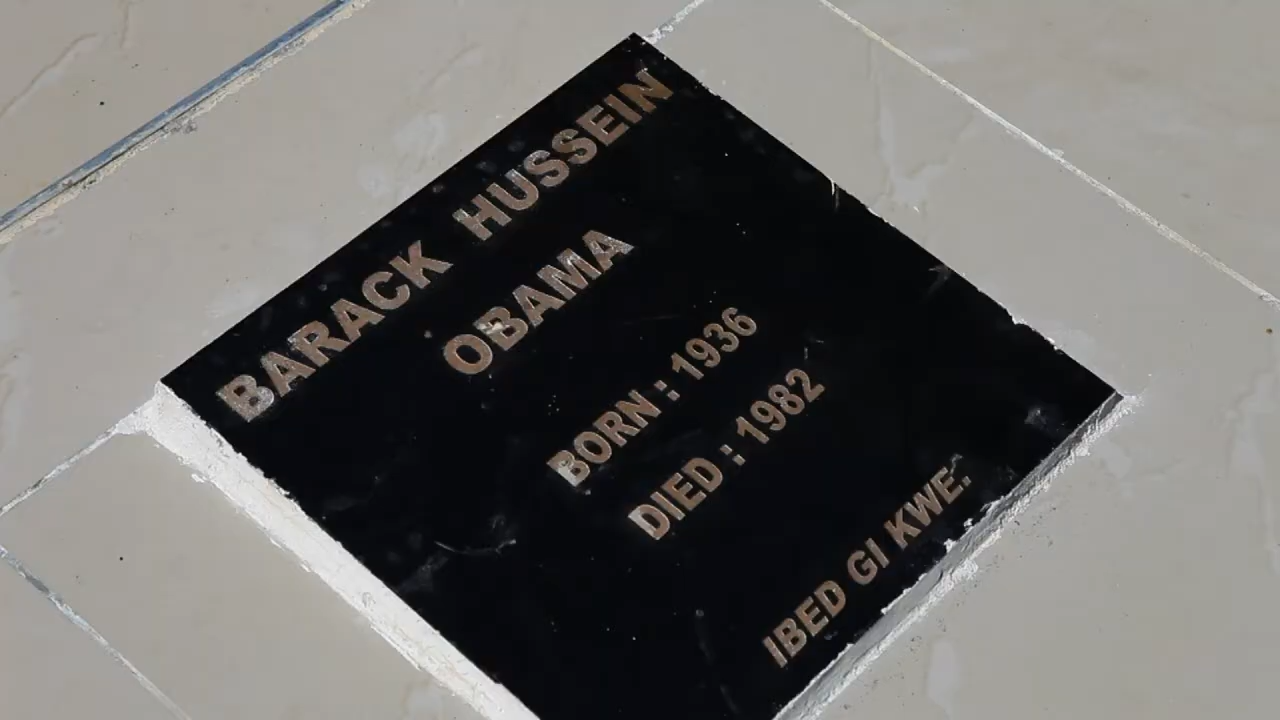 BARACK HUSSEIN
OBAMA
BORN : 1936
DIED : 1982
IBED GI KWE.